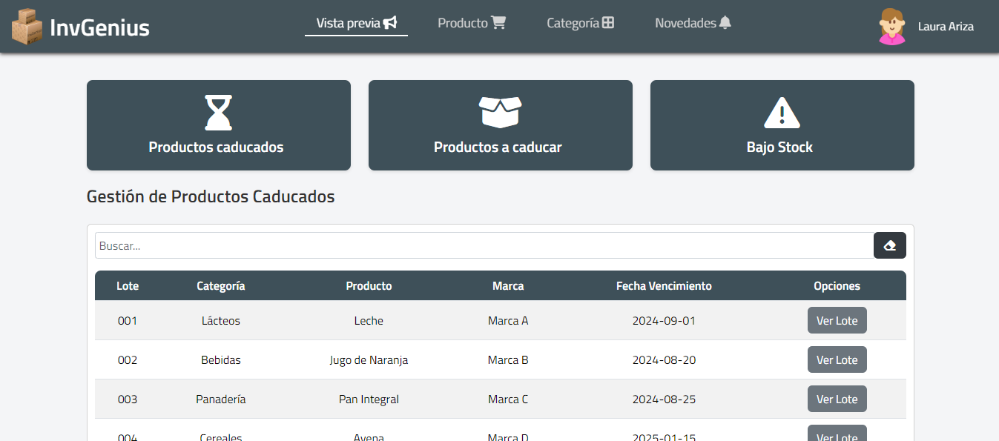 InvGenius
Vista previa
Producto
Categoría
Novedades
Laura Ariza
Productos caducados
Productos a caducar
Bajo Stock
Gestión de Productos Caducados
Buscar...
Lote Categoría Producto Marca Fecha Vencimiento Opciones
001 Lácteos Leche Marca A 2024-09-01 Ver Lote
002 Bebidas Jugo de Naranja Marca B 2024-08-20 Ver Lote
003 Panadería Pan Integral Marca C 2024-08-25 Ver Lote
004 Cereales Avena Marca D 2025-01-15 Ver Lote